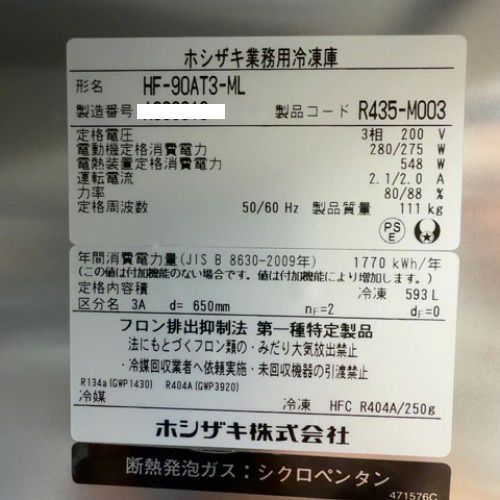 ホシザキ業務用冷凍庫
形名 HF-90AT3-ML
製造番号
製品コード R435-M003
定格電圧 3相 200 V
電動機定格消費電力 280/275 W
電熱装置定格消費電力 548 W
運転電流 2.1/2.0 A
力率 80/88 %
定格周波数 50/60 Hz 製品質量 111 kg
PSE
年間消費電力量(JIS B 8630-2009年) 1770 kWh/年
(この値は付加機能のない場合です。値は付加機能により増加します。)
定格内容積 冷凍 593 L
区分名 3A d= 650mm nF=2 dF=0
フロン排出抑制法 第一種特定製品
法にもとづくフロン類の・みだり大気放出禁止
・冷媒回収業者へ依頼実施・未回収機器の引渡禁止
R134a(GWP1430) R404A(GWP3920)
冷媒 冷凍 HFC R404A/250g
ホシザキ株式会社
断熱発泡ガス：シクロペンタン
471576C